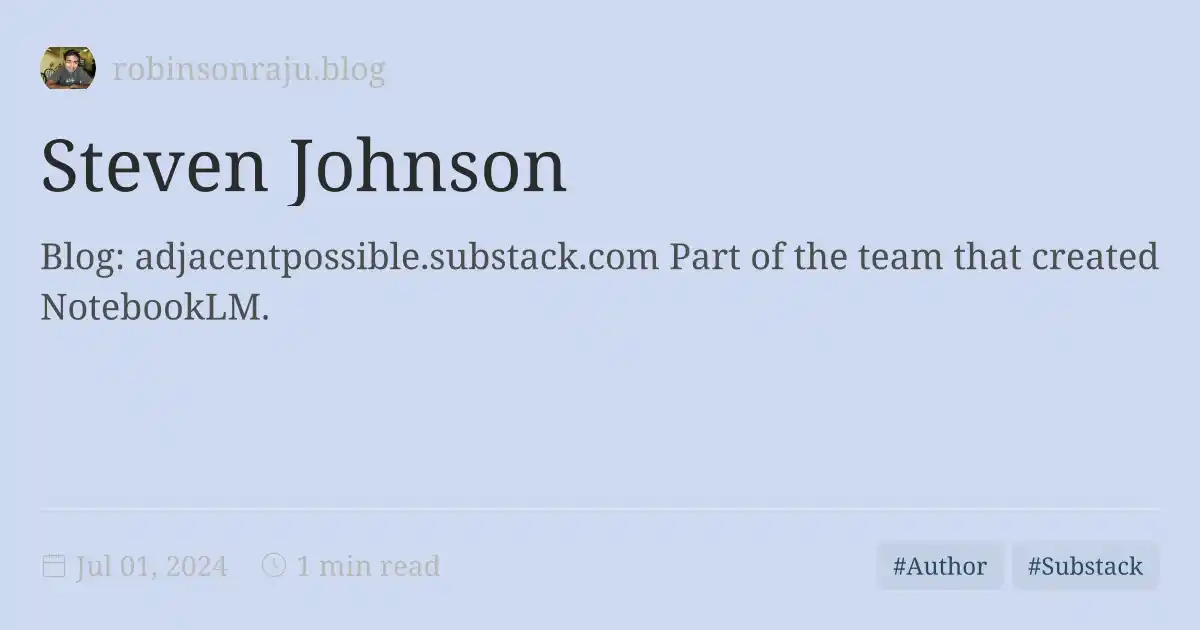 robinsonraju.blog
Steven Johnson
Blog: adjacentpossible.substack.com Part of the team that created
NotebookLM.
Jul 01, 2024 1 min read #Author #Substack